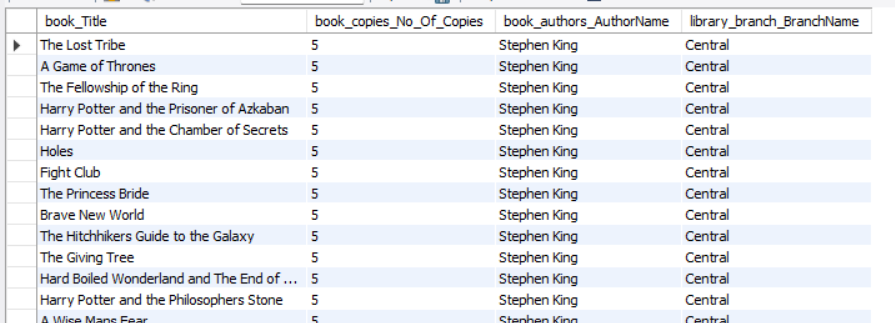 book_Title book_copies_No_Of_Copies book_authors_AuthorName library_branch_BranchName
The Lost Tribe 5 Stephen King Central
A Game of Thrones 5 Stephen King Central
The Fellowship of the Ring 5 Stephen King Central
Harry Potter and the Prisoner of Azkaban 5 Stephen King Central
Harry Potter and the Chamber of Secrets 5 Stephen King Central
Holes 5 Stephen King Central
Fight Club 5 Stephen King Central
The Princess Bride 5 Stephen King Central
Brave New World 5 Stephen King Central
The Hitchhikers Guide to the Galaxy 5 Stephen King Central
The Giving Tree 5 Stephen King Central
Hard Boiled Wonderland and The End of ... 5 Stephen King Central
Harry Potter and the Philosophers Stone 5 Stephen King Central
A Wise Mans Fear 5 Stephen King Central